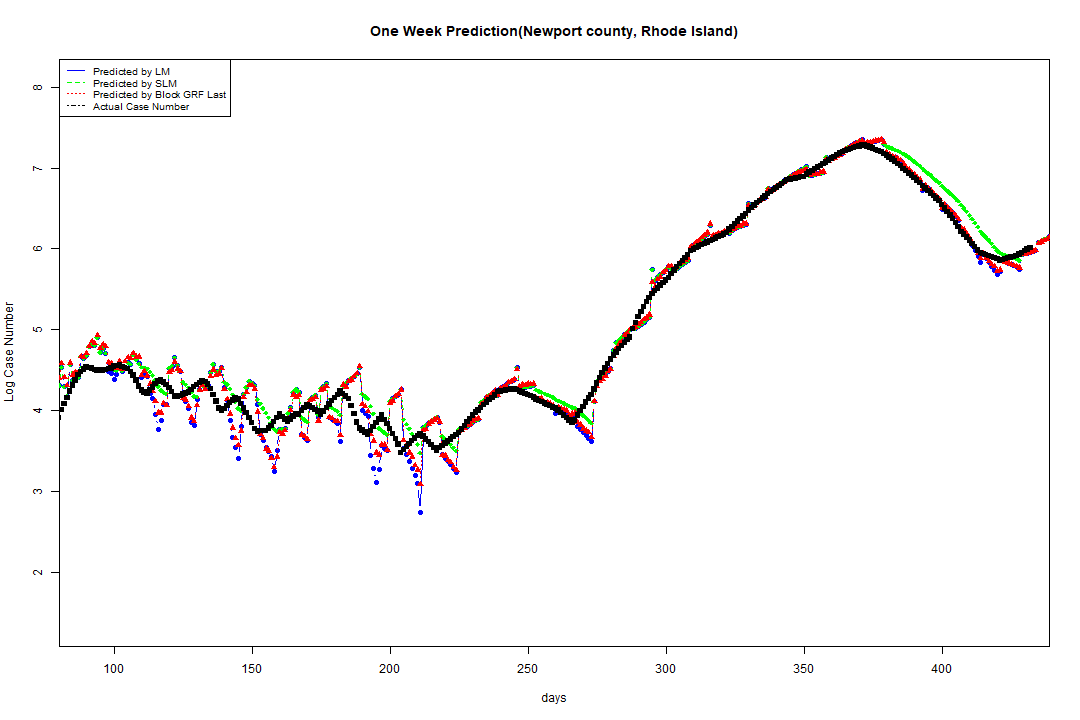 One Week Prediction(Newport county, Rhode Island)
Predicted by LM
Predicted by SLM
Predicted by Block GRF Last
Actual Case Number
Log Case Number
8
7
6
5
4
3
2
100 150 200 250 300 350 400
days